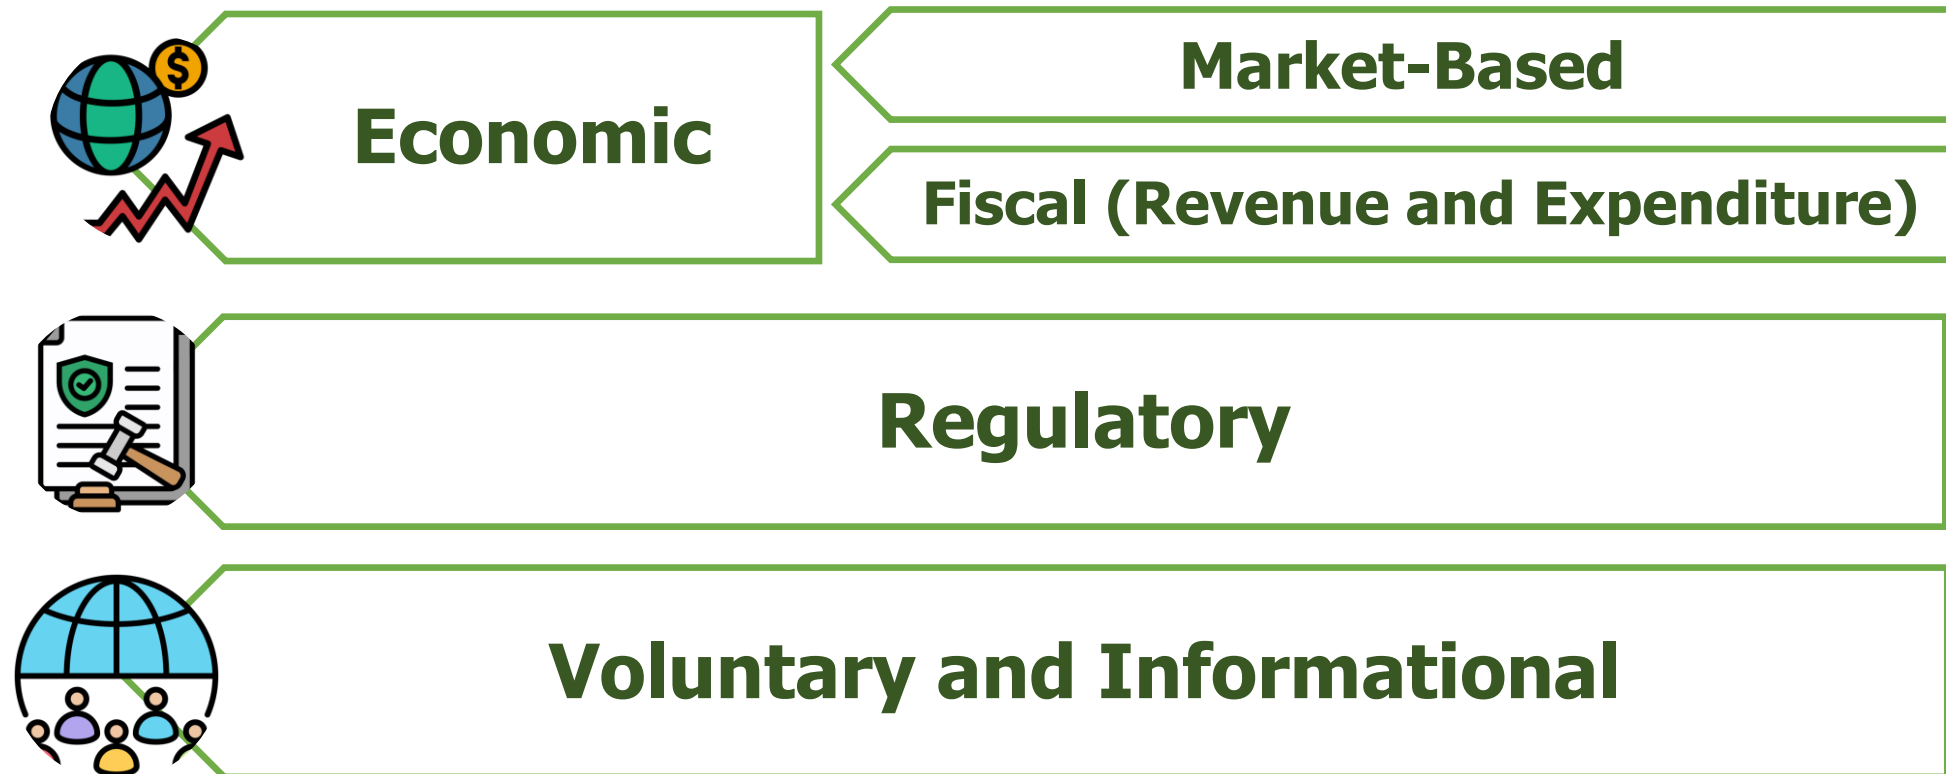 Economic
Market-Based
Fiscal (Revenue and Expenditure)
Regulatory
Voluntary and Informational